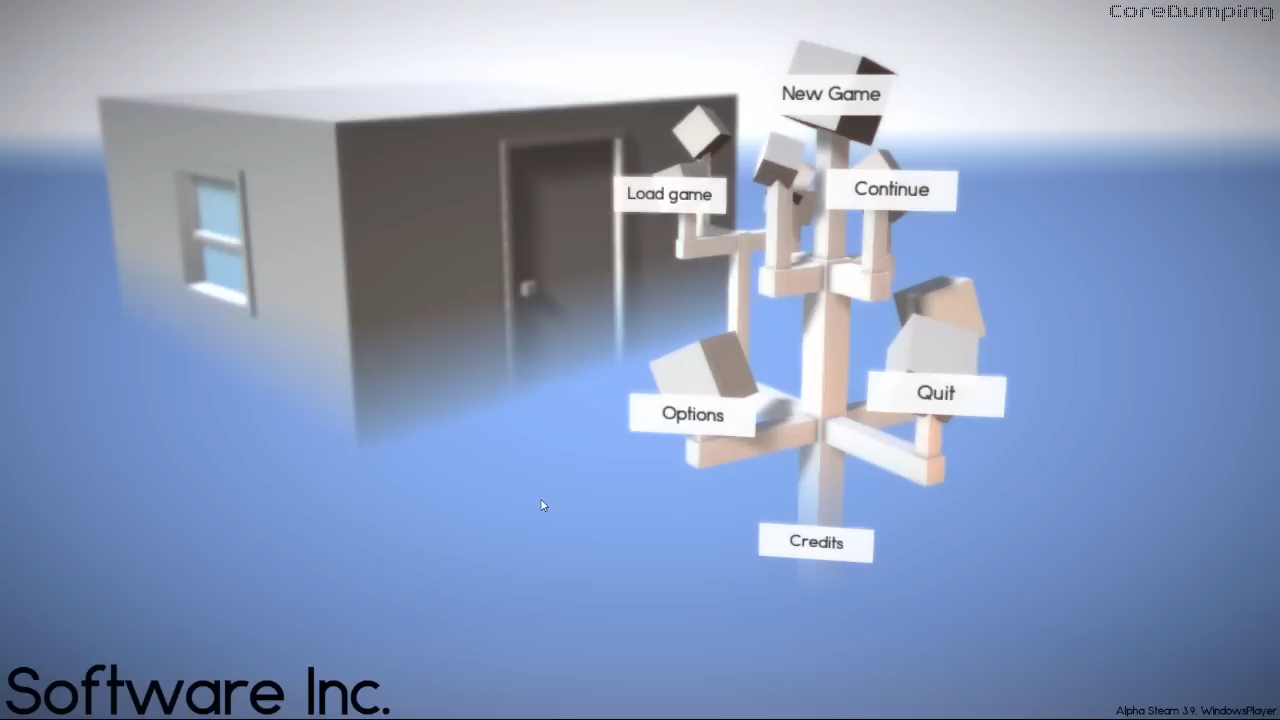 CoreDumping
New Game
Load game
Continue
Options
Quit
Credits
Software Inc.
Alpha Steam 3.9, WindowsPlayer